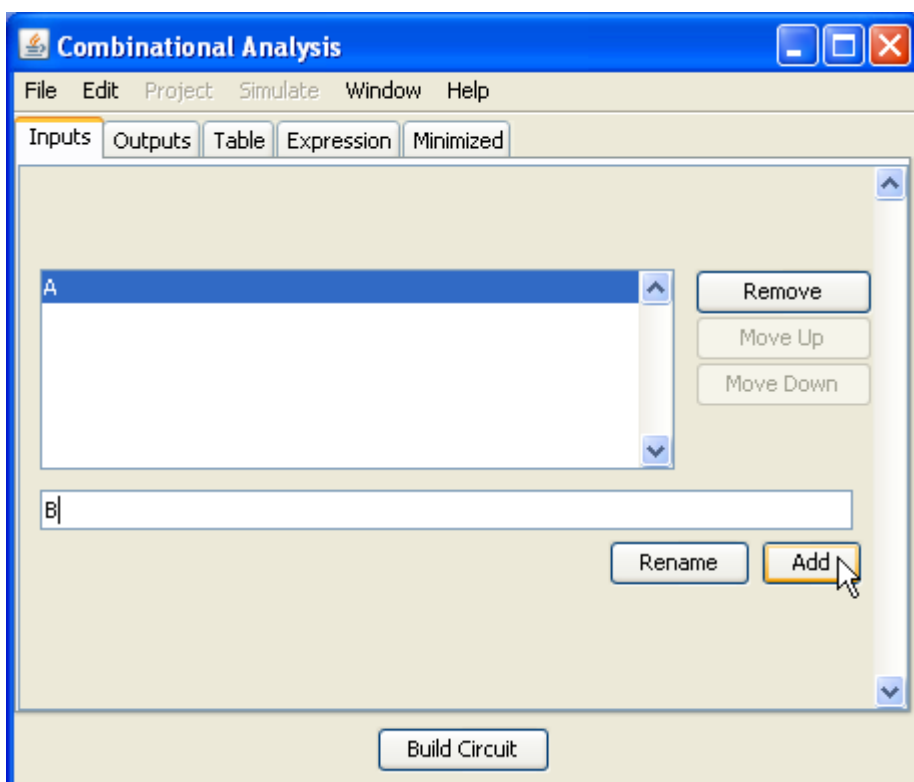 Combinational Analysis
File Edit Project Simulate Window Help
Inputs Outputs Table Expression Minimized
A
Remove
Move Up
Move Down
B
Rename Add
Build Circuit